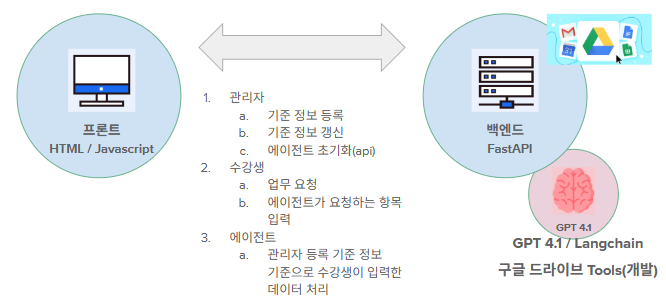 프론트
HTML / Javascript
1. 관리자
a. 기준 정보 등록
b. 기준 정보 갱신
c. 에이전트 초기화(api)
2. 수강생
a. 업무 요청
b. 에이전트가 요청하는 항목
입력
3. 에이전트
a. 관리자 등록 기준 정보
기준으로 수강생이 입력한
데이터 처리
백엔드
FastAPI
GPT 4.1
GPT 4.1 / Langchain
구글 드라이브 Tools(개발)